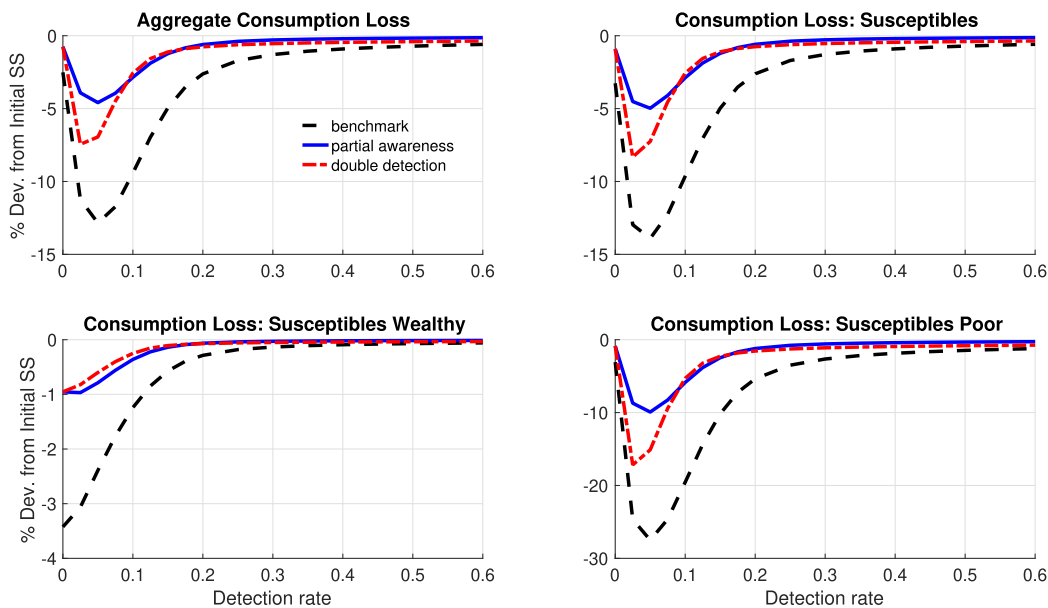 Aggregate Consumption Loss
% Dev. from Initial SS
0
-5
-10
-15
0 0.1 0.2 0.3 0.4 0.5 0.6
benchmark
partial awareness
double detection
Consumption Loss: Susceptibles
0
-5
-10
-15
0 0.1 0.2 0.3 0.4 0.5 0.6
Consumption Loss: Susceptibles Wealthy
% Dev. from Initial SS
0
-1
-2
-3
-4
0 0.1 0.2 0.3 0.4 0.5 0.6
Detection rate
Consumption Loss: Susceptibles Poor
0
-10
-20
-30
0 0.1 0.2 0.3 0.4 0.5 0.6
Detection rate